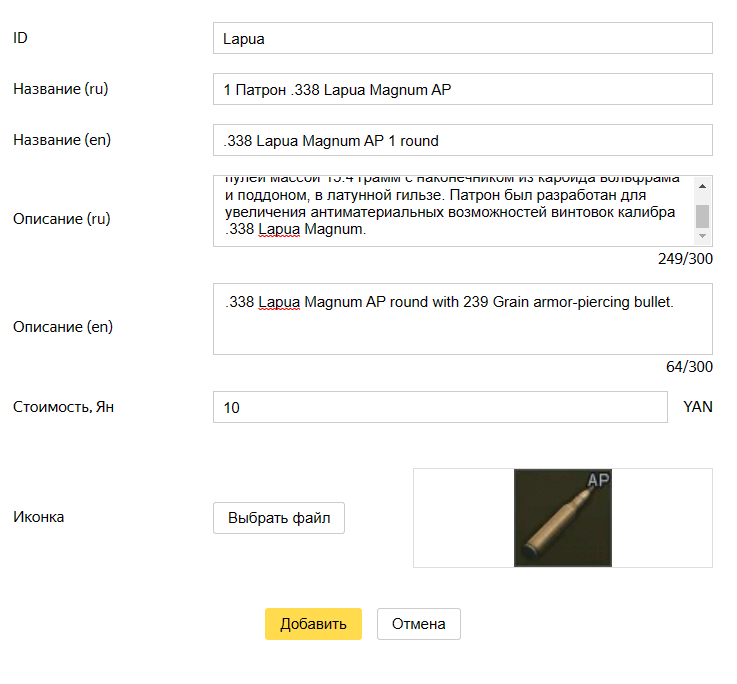 ID
Lapua
Название (ru)
1 Патрон .338 Lapua Magnum AP
Название (en)
.338 Lapua Magnum AP 1 round
Описание (ru)
пулей массой 15.4 грамм с наконечником из карбида вольфрама
и поддоном, в латунной гильзе. Патрон был разработан для
увеличения антиматериальных возможностей винтовок калибра
.338 Lapua Magnum.
249/300
Описание (en)
.338 Lapua Magnum AP round with 239 Grain armor-piercing bullet.
64/300
Стоимость, Ян
10
YAN
Иконка
Выбрать файл
AP
Добавить
Отмена